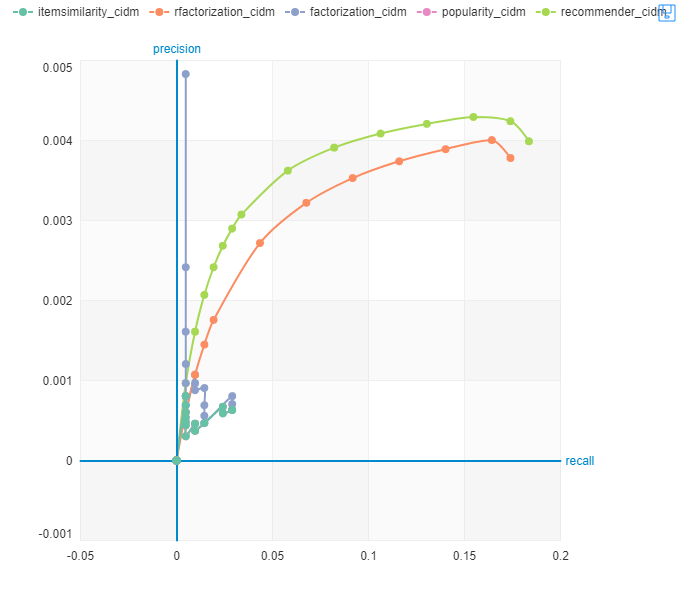 itemsimilarity_cidm rfactorization_cidm factorization_cidm popularity_cidm recommender_cidm
precision
0.005
0.004
0.003
0.002
0.001
0
recall
-0.001
-0.05 0 0.05 0.1 0.15 0.2